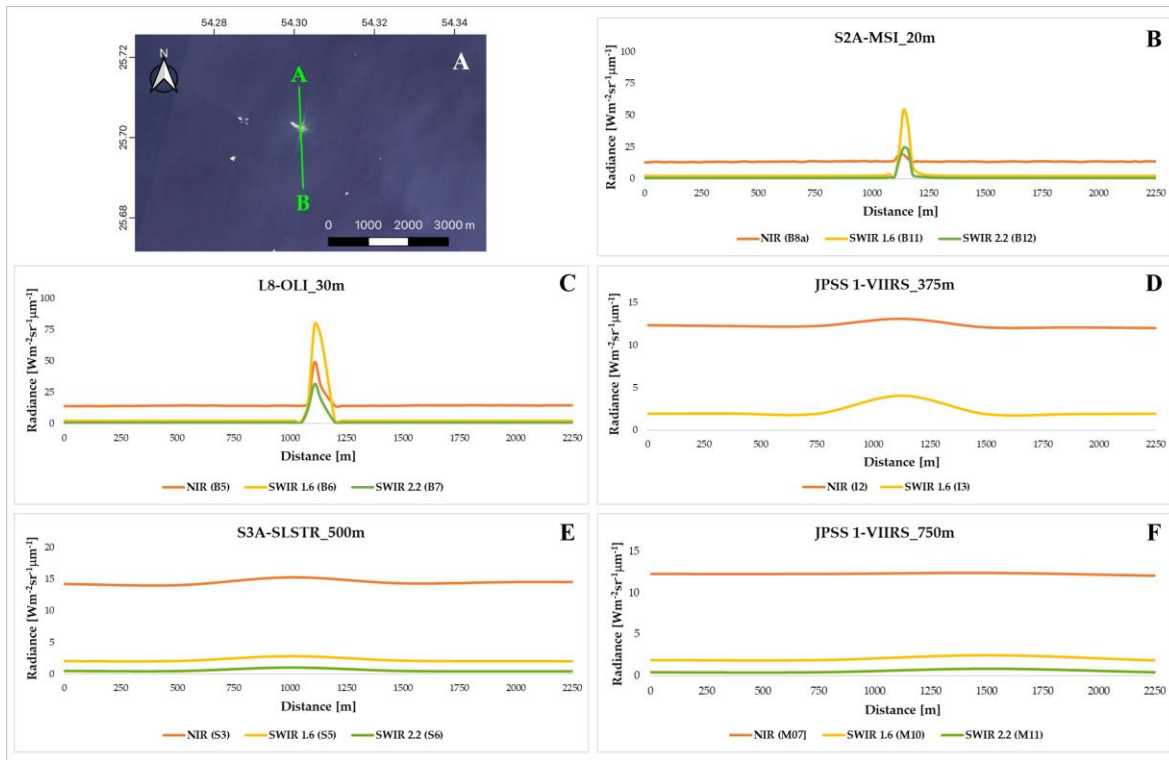 54.28 54.30 54.32 54.34
25.72
25.70
25.68
N
A
A
B
0 1000 2000 3000 m
S2A-MSI_20m
B
Radiance [Wm-2sr-1µm-1]
100
75
50
25
0
0 250 500 750 1000 1250 1500 1750 2000 2250
Distance [m]
NIR (B8a) SWIR 1.6 (B11) SWIR 2.2 (B12)
L8-OLI_30m
C
Radiance [Wm-2sr-1µm-1]
100
75
50
25
0
0 250 500 750 1000 1250 1500 1750 2000 2250
Distance [m]
NIR (B5) SWIR 1.6 (B6) SWIR 2.2 (B7)
JPSS 1-VIIRS_375m
D
Radiance [Wm-2sr-1µm-1]
15
10
5
0
0 250 500 750 1000 1250 1500 1750 2000 2250
Distance [m]
NIR (I2) SWIR 1.6 (I3)
S3A-SLSTR_500m
E
Radiance [Wm-2sr-1µm-1]
20
15
10
5
0
0 250 500 750 1000 1250 1500 1750 2000 2250
Distance [m]
NIR (S3) SWIR 1.6 (S5) SWIR 2.2 (S6)
JPSS 1-VIIRS_750m
F
Radiance [Wm-2sr-1µm-1]
15
10
5
0
0 250 500 750 1000 1250 1500 1750 2000 2250
Distance [m]
NIR (M07] SWIR 1.6 (M10) SWIR 2.2 (M11)